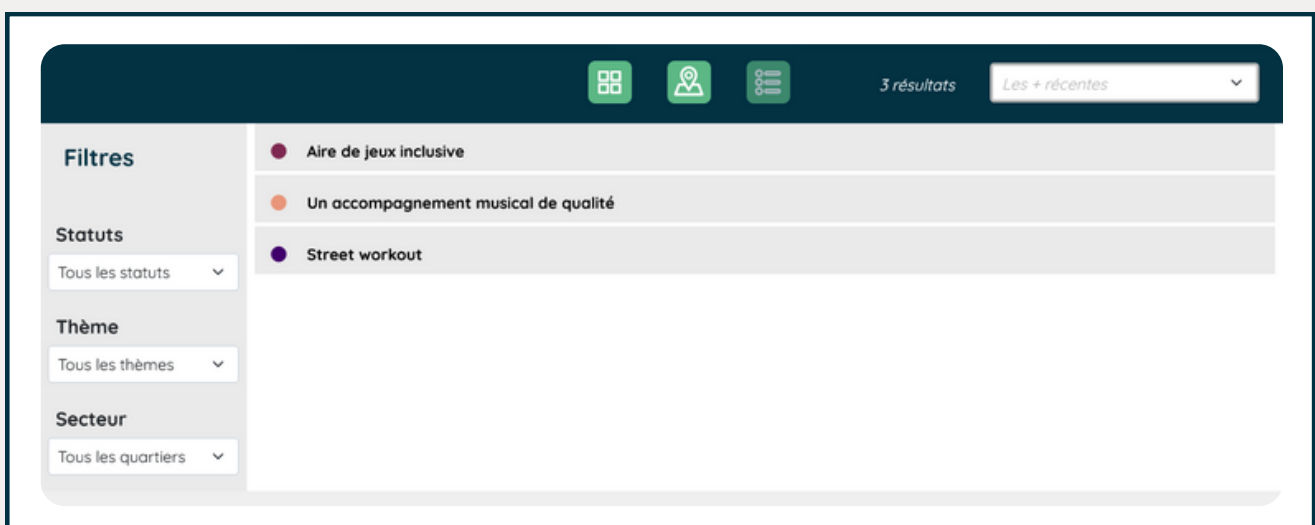 3 résultats
Les + récentes
Filtres
Statuts
Tous les statuts
Thème
Tous les thèmes
Secteur
Tous les quartiers
Aire de jeux inclusive
Un accompagnement musical de qualité
Street workout